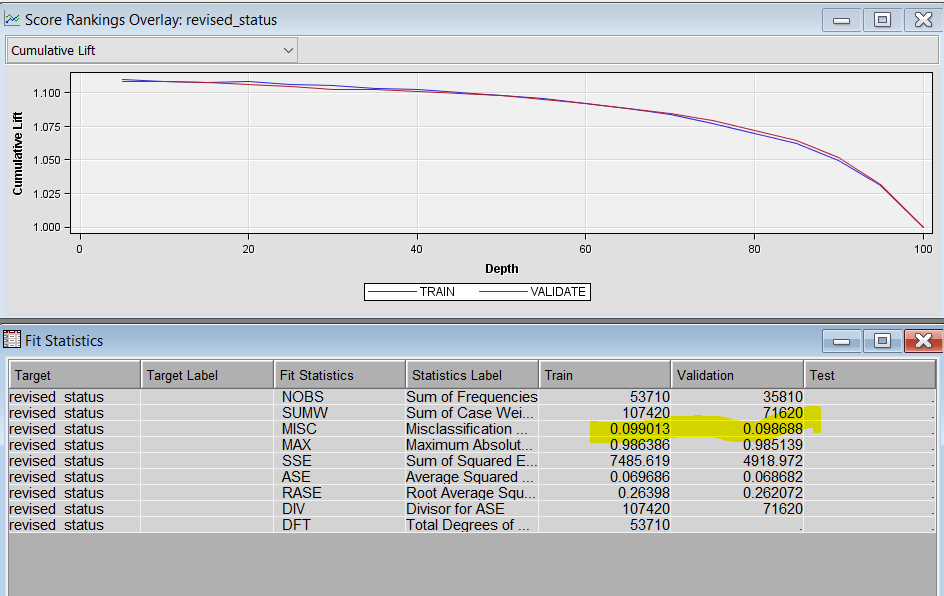 Score Rankings Overlay: revised_status
Cumulative Lift
1.100
1.075
1.050
1.025
1.000
Cumulative Lift
0 20 40 60 80 100
Depth
TRAIN VALIDATE
Fit Statistics
Target Target Label Fit Statistics Statistics Label Train Validation Test
revised_status NOBS Sum of Frequencies 53710 35810 .
revised_status SUMW Sum of Case Wei... 107420 71620 .
revised_status MISC Misclassification ... 0.099013 0.098688 .
revised_status MAX Maximum Absolut... 0.986386 0.985139 .
revised_status SSE Sum of Squared E... 7485.619 4918.972 .
revised_status ASE Average Squared ... 0.069686 0.068682 .
revised_status RASE Root Average Squ... 0.26398 0.262072 .
revised_status DIV Divisor for ASE 107420 71620 .
revised_status DFT Total Degrees of ... 53710 . .